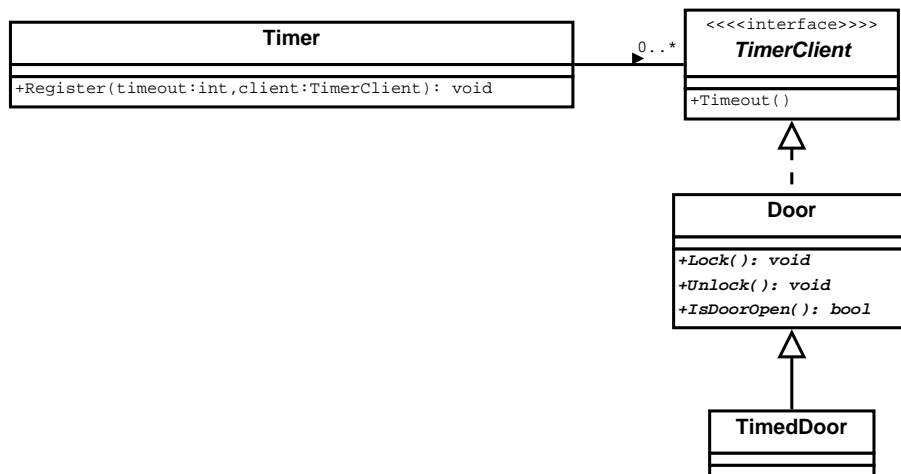 Timer
+Register(timeout:int,client:TimerClient): void
0..*
<<<<interface>>>>
TimerClient
+Timeout()
Door
+Lock(): void
+Unlock(): void
+IsDoorOpen(): bool
TimedDoor